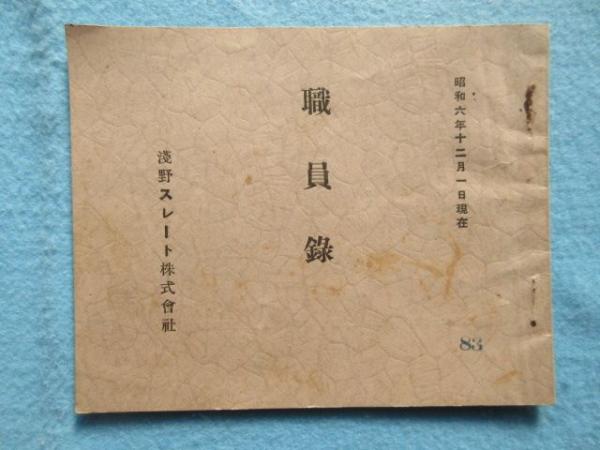 昭和六年十二月一日現在
職員錄
淺野スレート株式會社
83